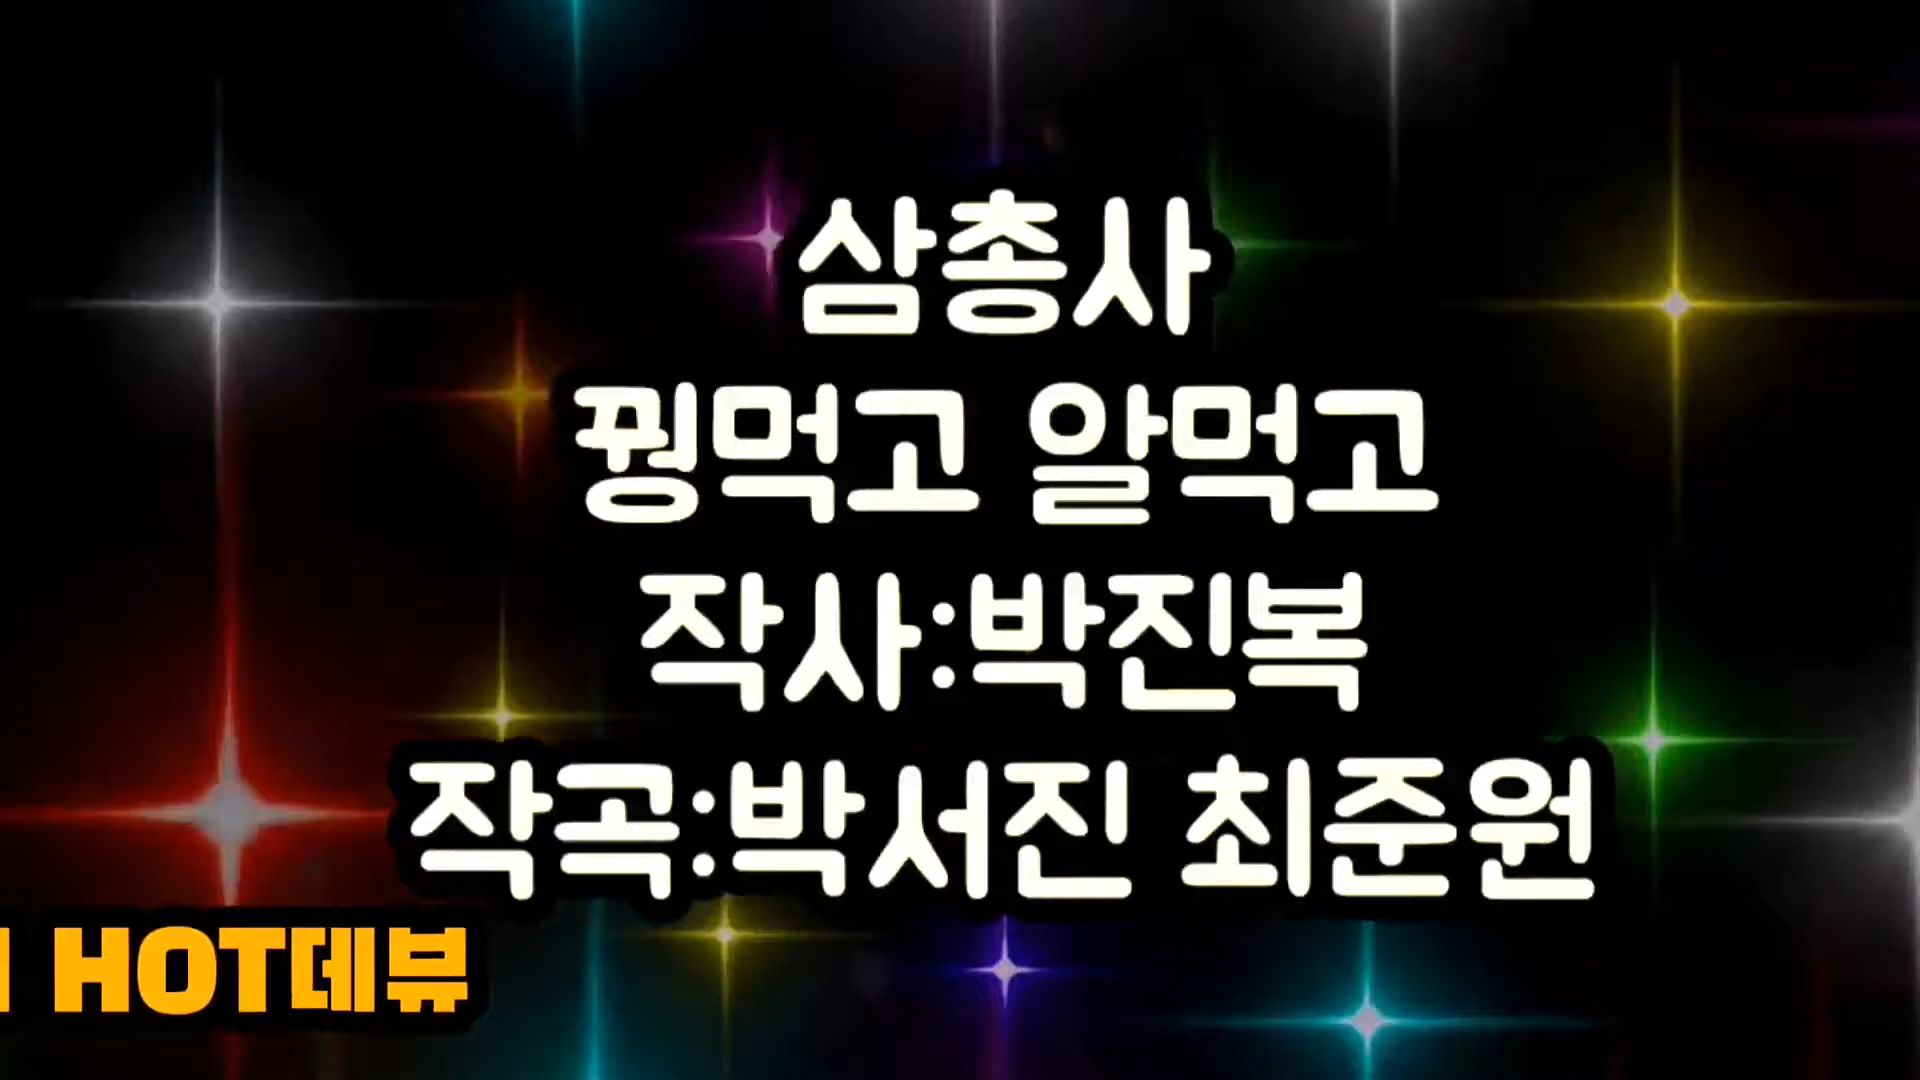 삼총사
꿩먹고 알먹고
작사:박진복
작곡:박서진 최준원
HOT데뷰